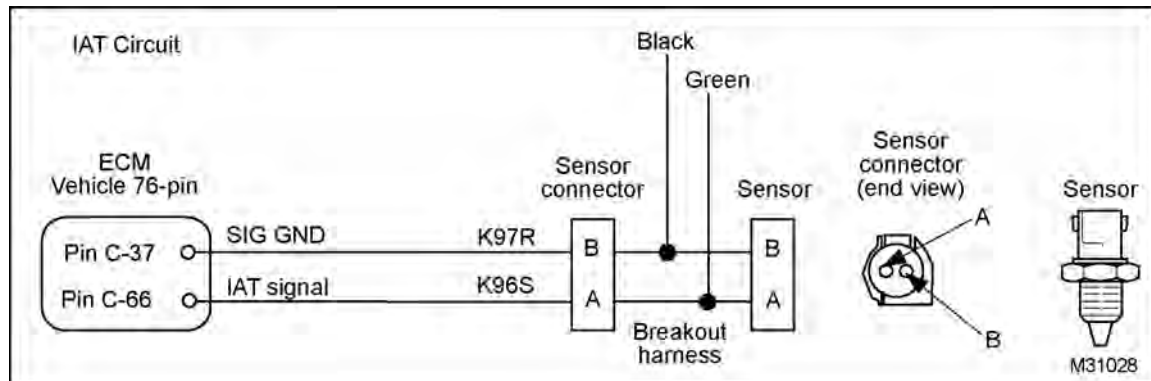 IAT Circuit
Black
Green
ECM
Vehicle 76-pin
Sensor
connector
Sensor
Sensor
connector
(end view)
Sensor
A
Pin C-37
SIG GND
K97R
B
B
Pin C-66
IAT signal
K96S
A
A
Breakout
harness
B
M31028